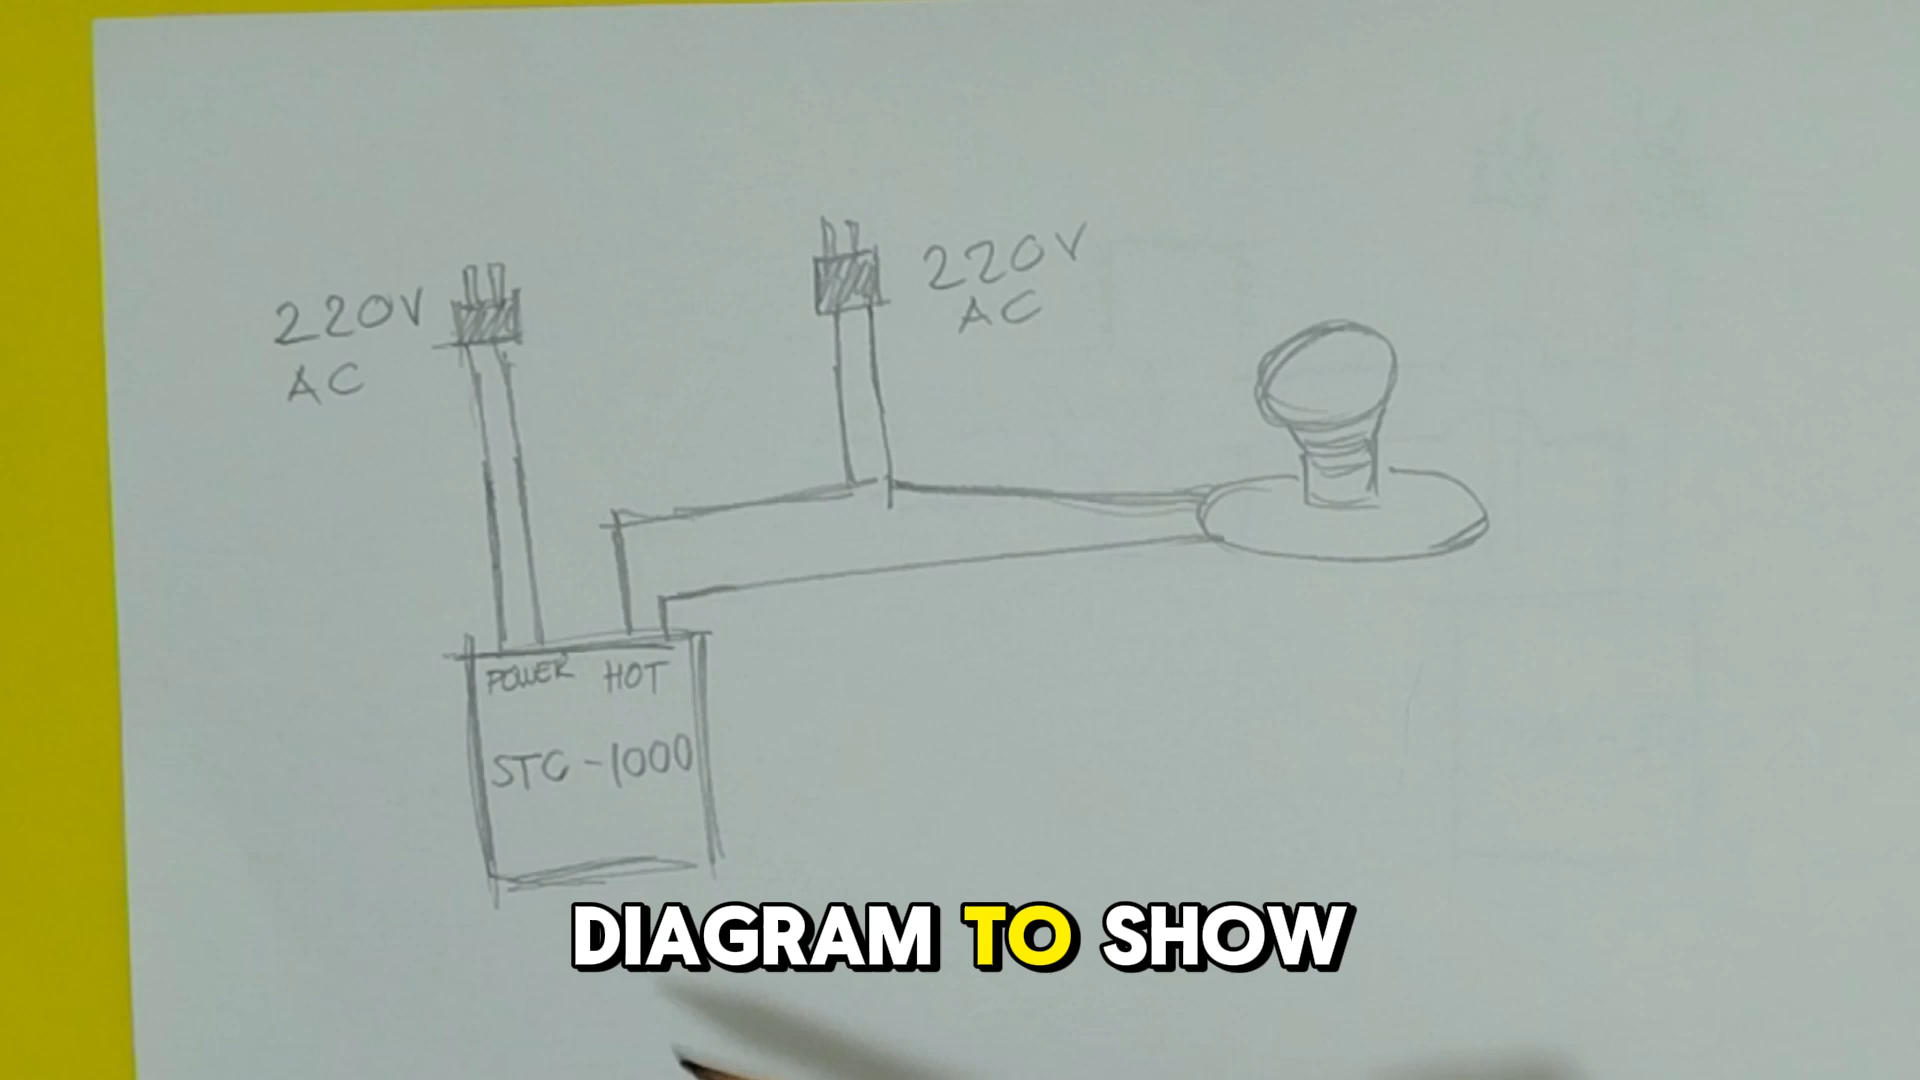 220V
AC
220V
AC
POWER HOT
STC-1000
DIAGRAM TO SHOW